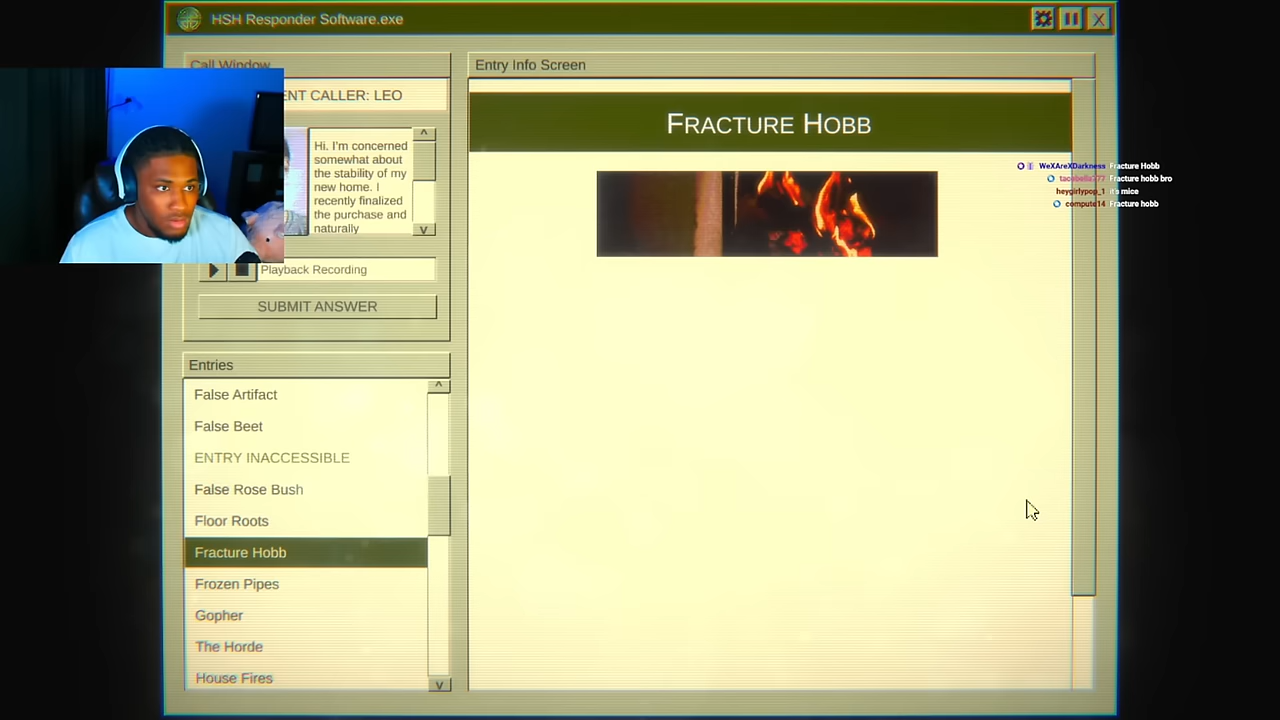 HSH Responder Software.exe
X
Call Window
ENT CALLER: LEO
Hi. I'm concerned
somewhat about
the stability of my
new home. I
recently finalized
the purchase and
naturally
Playback Recording
SUBMIT ANSWER
Entries
False Artifact
False Beet
ENTRY INACCESSIBLE
False Rose Bush
Floor Roots
Fracture Hobb
Frozen Pipes
Gopher
The Horde
House Fires
Entry Info Screen
FRACTURE HOBB
WeXAreXDarkness Fracture Hobb
Fracture hobb bro
heygirlypop_1 it's mice
compute14 Fracture hobb